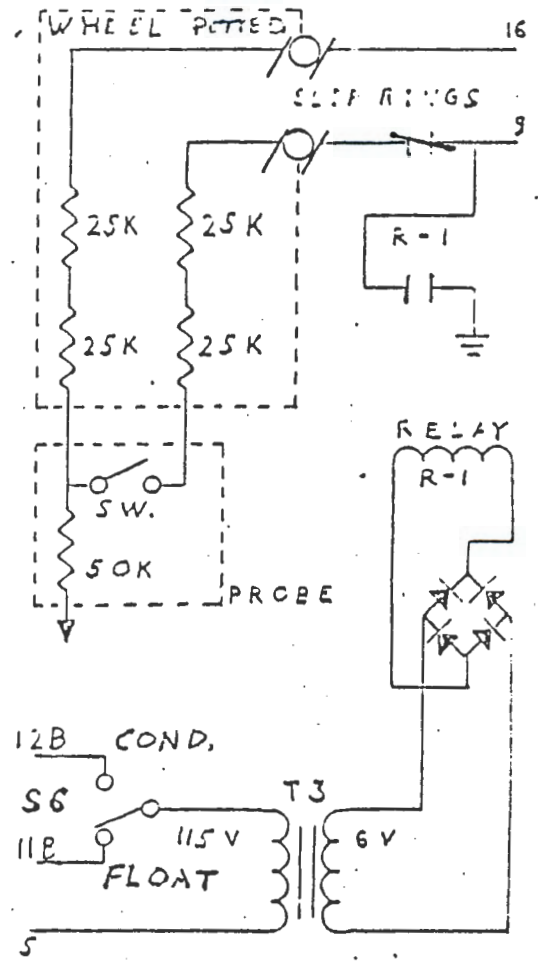 WHEEL POTTED
16
SLIP RINGS
9
25K
25K
R-1
25K
25K
RELAY
R-1
SW.
50K
PROBE
12B
COND.
S6
T3
115 V
6 V
FLOAT
5